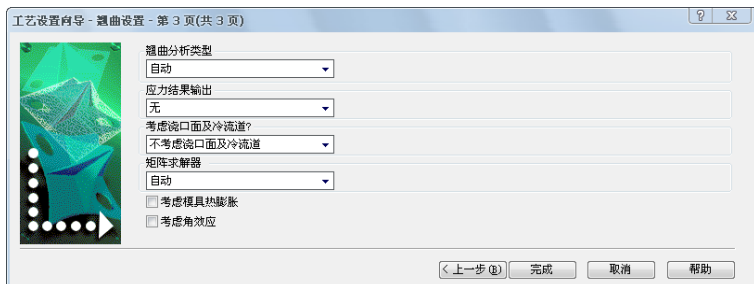 工艺设置向导 - 翘曲设置 - 第 3 页(共 3 页)
翘曲分析类型
自动
应力结果输出
无
考虑浇口面及冷流道?
不考虑浇口面及冷流道
矩阵求解器
自动
考虑模具热膨胀
考虑角效应
< 上一步(B) 完成 取消 帮助